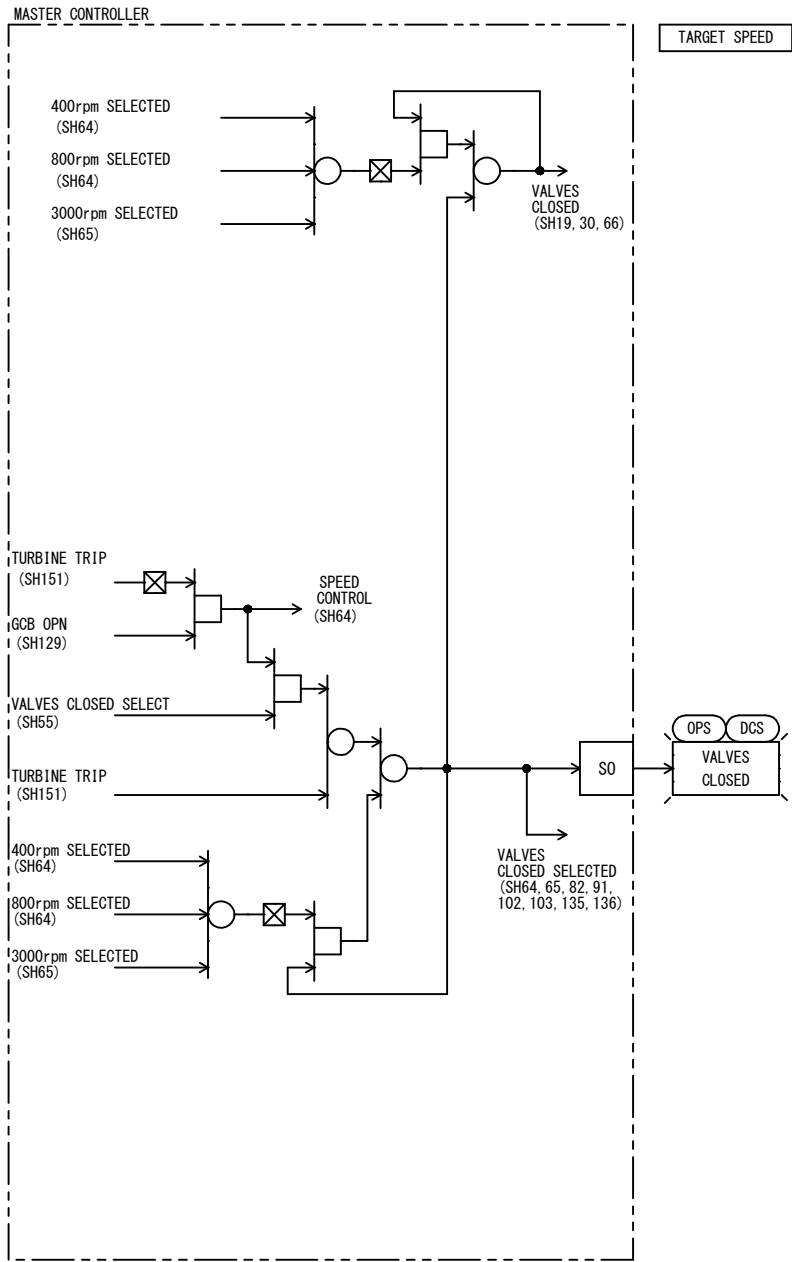 MASTER CONTROLLER
TARGET SPEED
400rpm SELECTED
(SH64)
800rpm SELECTED
(SH64)
3000rpm SELECTED
(SH65)
VALVES
CLOSED
(SH19, 30, 66)
TURBINE TRIP
(SH151)
SPEED
CONTROL
(SH64)
GCB OPN
(SH129)
VALVES CLOSED SELECT
(SH55)
TURBINE TRIP
(SH151)
SO
OPS DCS
VALVES
CLOSED
VALVES
CLOSED SELECTED
(SH64, 65, 82, 91,
102, 103, 135, 136)
400rpm SELECTED
(SH64)
800rpm SELECTED
(SH64)
3000rpm SELECTED
(SH65)